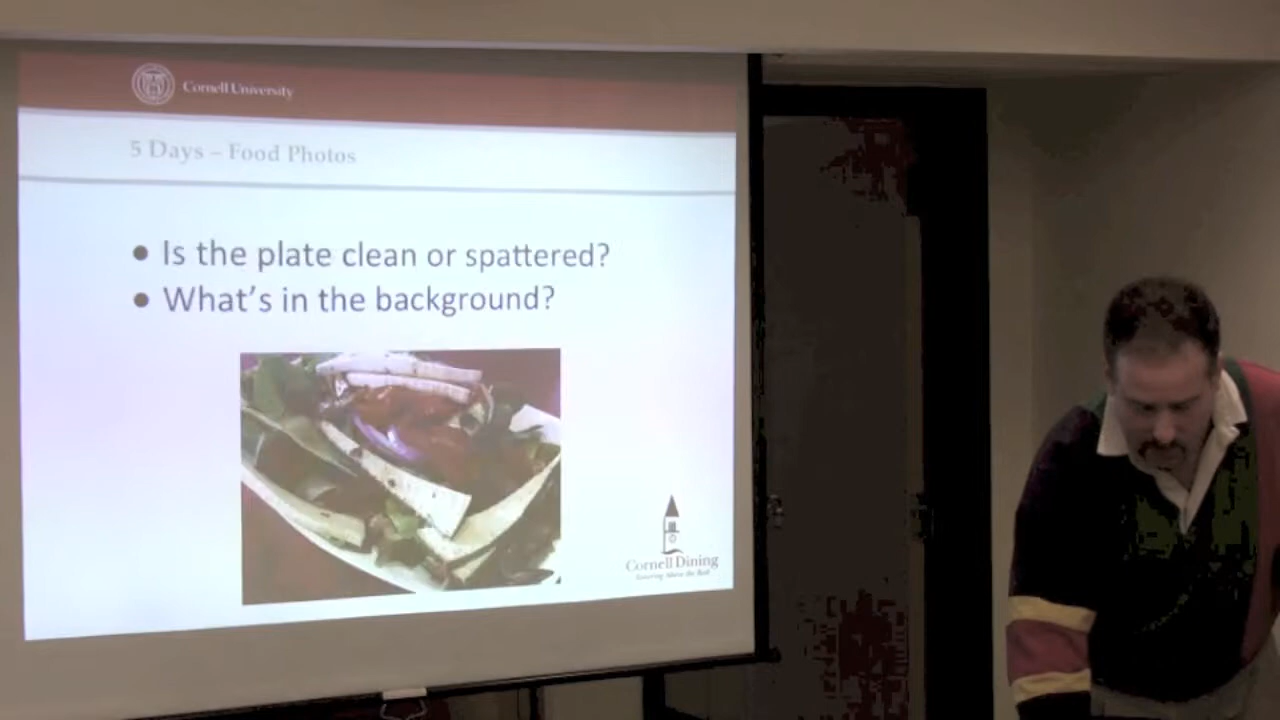 Cornell University
5 Days – Food Photos
• Is the plate clean or spattered?
• What's in the background?
Cornell Dining